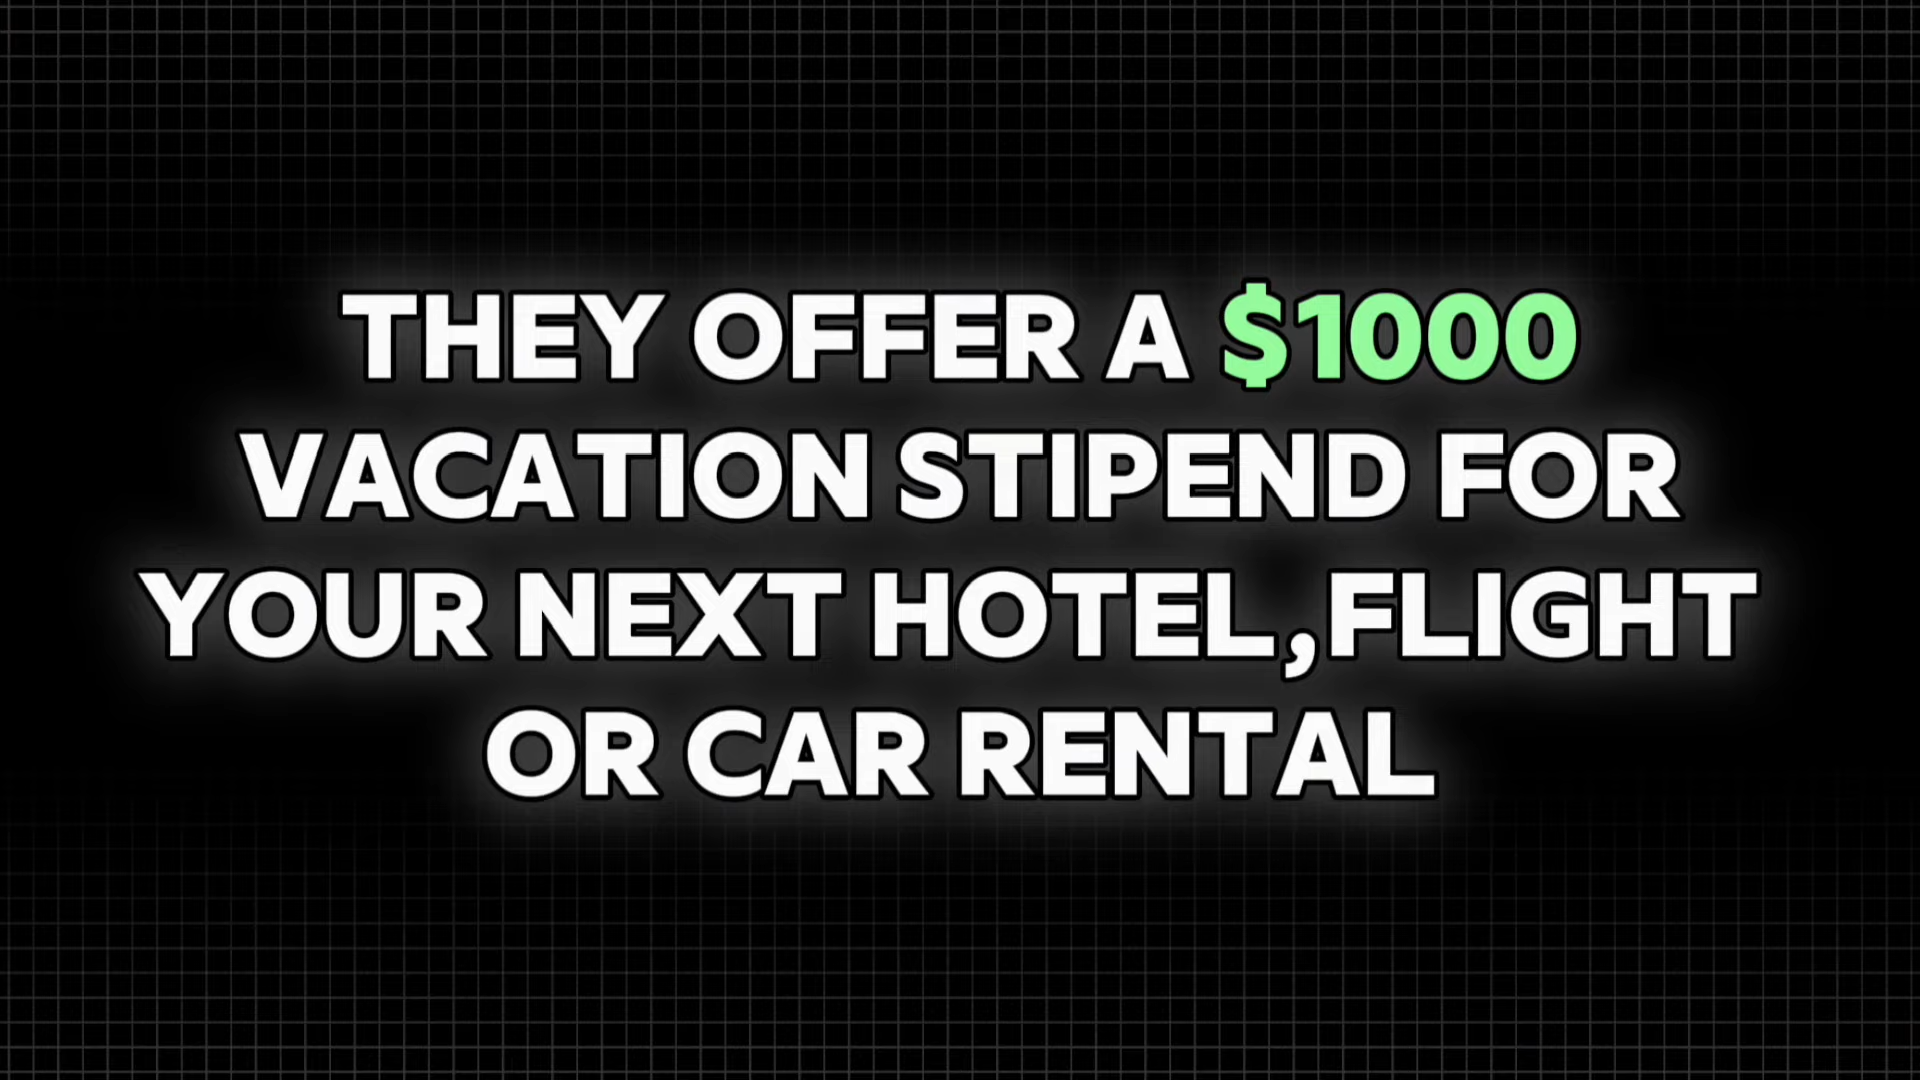 THEY OFFER A $1000
VACATION STIPEND FOR
YOUR NEXT HOTEL,FLIGHT
OR CAR RENTAL